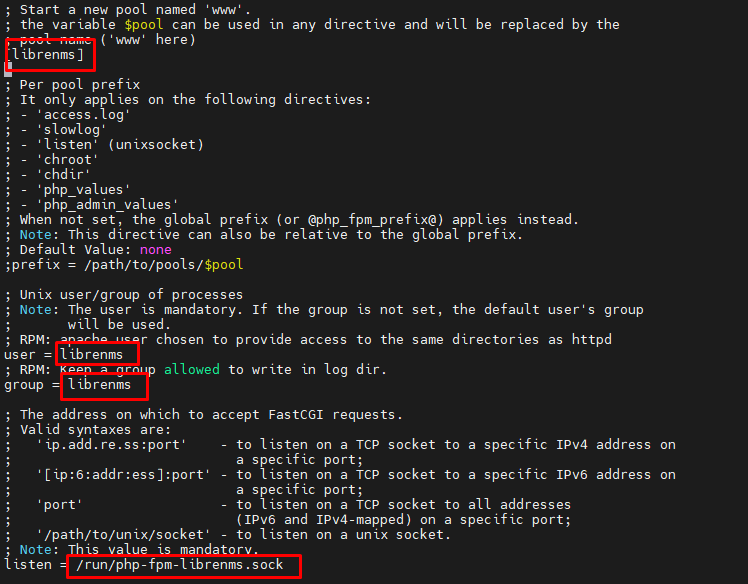 ; Start a new pool named 'www'.
; the variable $pool can be used in any directive and will be replaced by the
; pool name ('www' here)
[librenms]
; Per pool prefix
; It only applies on the following directives:
; - 'access.log'
; - 'slowlog'
; - 'listen' (unixsocket)
; - 'chroot'
; - 'chdir'
; - 'php_values'
; - 'php_admin_values'
; When not set, the global prefix (or @php_fpm_prefix@) applies instead.
; Note: This directive can also be relative to the global prefix.
; Default Value: none
;prefix = /path/to/pools/$pool
; Unix user/group of processes
; Note: The user is mandatory. If the group is not set, the default user's group
;       will be used.
; RPM: apache user chosen to provide access to the same directories as httpd
user = librenms
; RPM: Keep a group allowed to write in log dir.
group = librenms
; The address on which to accept FastCGI requests.
; Valid syntaxes are:
;   'ip.add.re.ss:port'    - to listen on a TCP socket to a specific IPv4 address on
;                            a specific port;
;   '[ip:6:addr:ess]:port' - to listen on a TCP socket to a specific IPv6 address on
;                            a specific port;
;   'port'                 - to listen on a TCP socket to all addresses
;                            (IPv6 and IPv4-mapped) on a specific port;
;   '/path/to/unix/socket' - to listen on a unix socket.
; Note: This value is mandatory.
listen = /run/php-fpm-librenms.sock